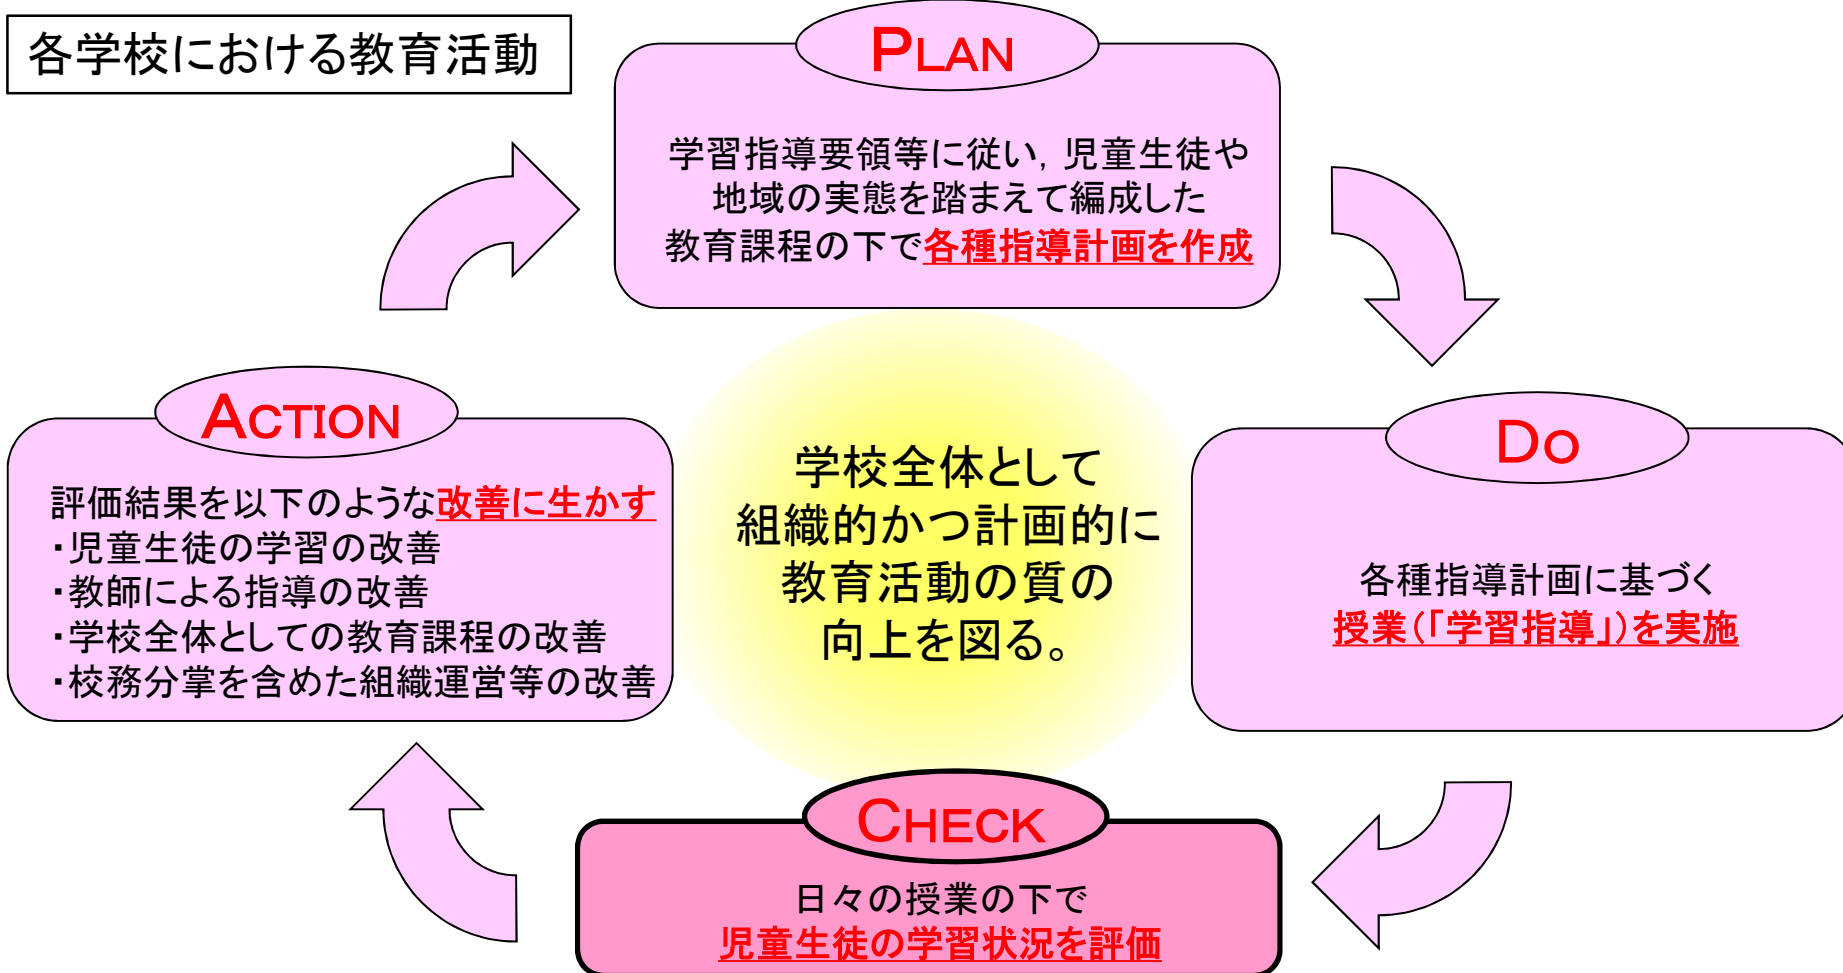 各学校における教育活動
PLAN
学習指導要領等に従い，児童生徒や
地域の実態を踏まえて編成した
教育課程の下で各種指導計画を作成
DO
各種指導計画に基づく
授業（「学習指導」）を実施
CHECK
日々の授業の下で
児童生徒の学習状況を評価
ACTION
評価結果を以下のような改善に生かす
・児童生徒の学習の改善
・教師による指導の改善
・学校全体としての教育課程の改善
・校務分掌を含めた組織運営等の改善
学校全体として
組織的かつ計画的に
教育活動の質の
向上を図る。